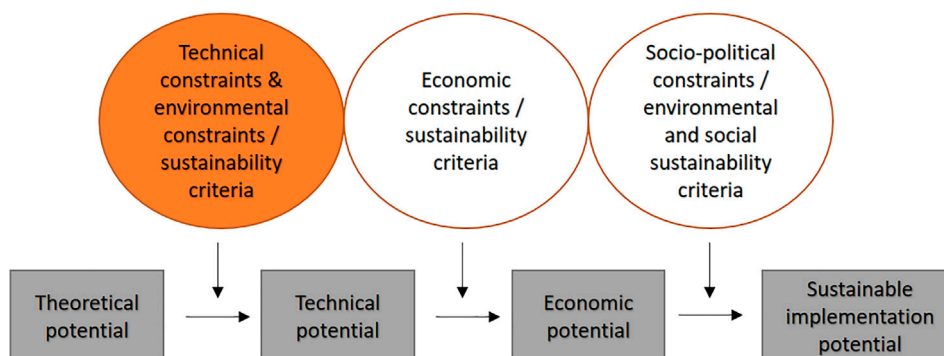 Technical
constraints &
environmental
constraints /
sustainability
criteria
Economic
constraints /
sustainability
criteria
Socio-political
constraints /
environmental
and social
sustainability
criteria
Theoretical
potential
Technical
potential
Economic
potential
Sustainable
implementation
potential